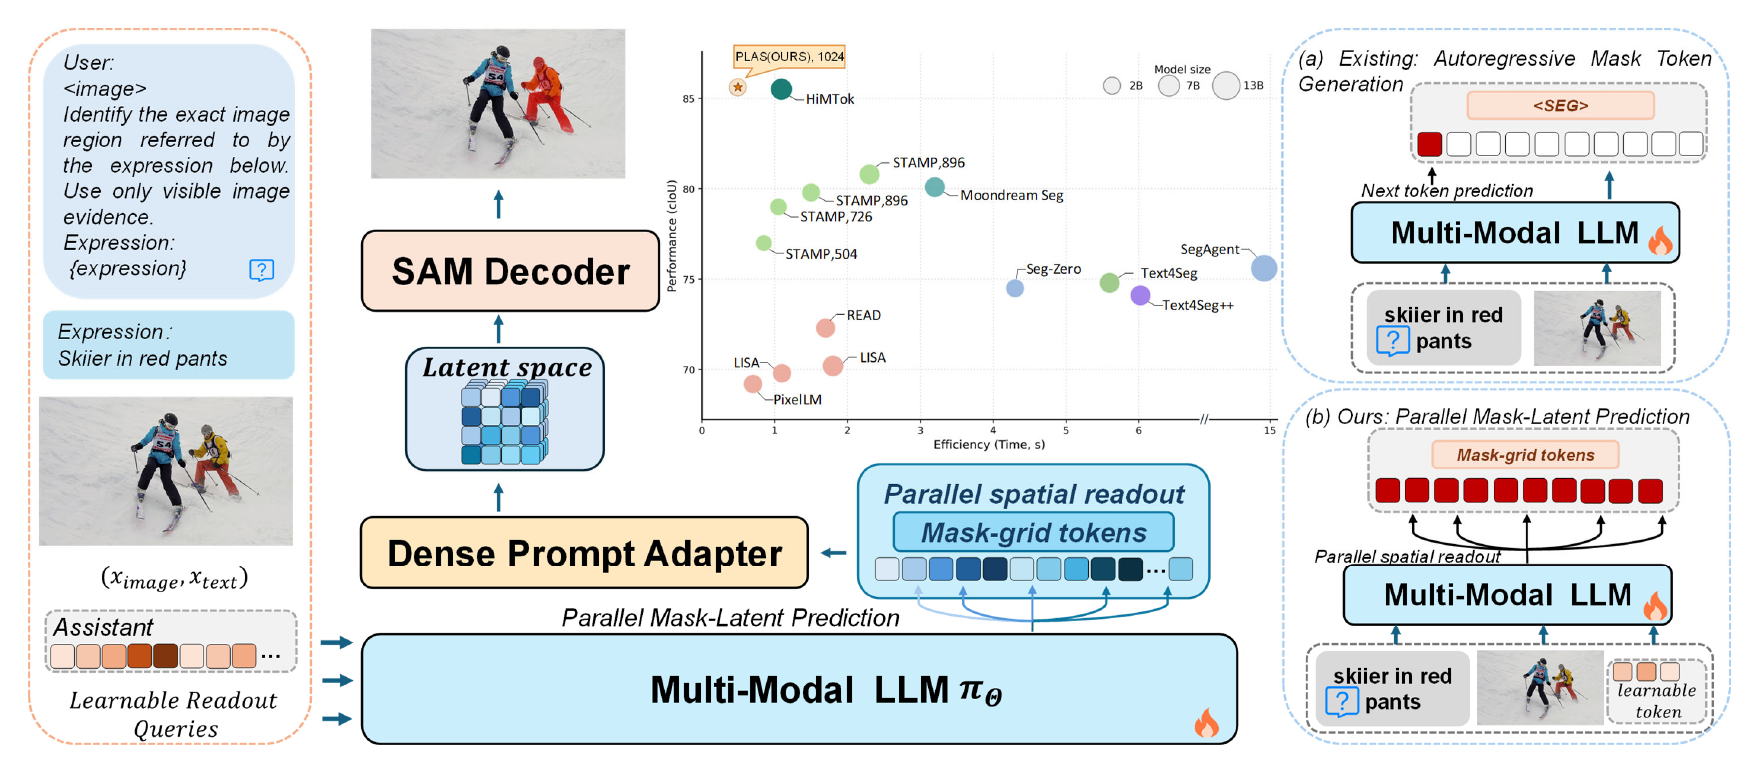 User:
<image>
Identify the exact image
region referred to by
the expression below.
Use only visible image
evidence.
Expression:
{expression}
?
Expression:
Skiier in red pants
54
(x_image, x_text)
Assistant
...
Learnable Readout
Queries
54
SAM Decoder
Latent space
Dense Prompt Adapter
Parallel spatial readout
Mask-grid tokens
...
Parallel Mask-Latent Prediction
Multi-Modal LLM π_Θ
PLAS(OURS), 1024
HiMTok
Model size
2B 7B 13B
STAMP,896
STAMP,896
Moondream Seg
STAMP,726
STAMP,504
SegAgent
Seg-Zero
Text4Seg
Text4Seg++
READ
LISA
LISA
PixelLM
Performance (cIoU)
85
80
75
70
0 1 2 3 4 5 6 // 15
Efficiency (Time, s)
(a) Existing: Autoregressive Mask Token
Generation
<SEG>
Next token prediction
Multi-Modal LLM
skiier in red
? pants
(b) Ours: Parallel Mask-Latent Prediction
Mask-grid tokens
Parallel spatial readout
Multi-Modal LLM
skiier in red
? pants
learnable
token